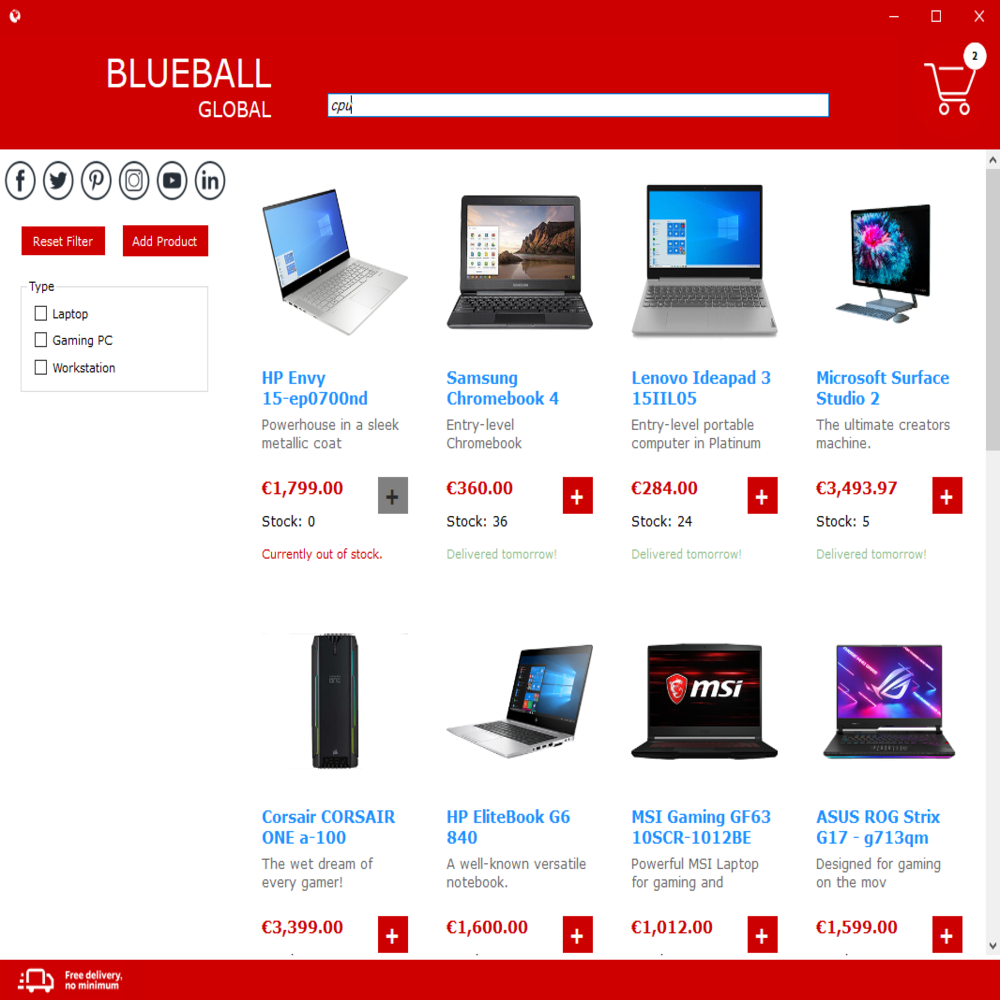 BLUEBALL
GLOBAL
cpu
2
Reset Filter
Add Product
Type
Laptop
Gaming PC
Workstation
HP Envy
15-ep0700nd
Powerhouse in a sleek
metallic coat
€1,799.00
+
Stock: 0
Currently out of stock.
SAMSUNG
Samsung
Chromebook 4
Entry-level
Chromebook
€360.00
+
Stock: 36
Delivered tomorrow!
Lenovo Ideapad 3
15IIL05
Entry-level portable
computer in Platinum
€284.00
+
Stock: 24
Delivered tomorrow!
Microsoft Surface
Studio 2
The ultimate creators
machine.
€3,493.97
+
Stock: 5
Delivered tomorrow!
Corsair CORSAIR
ONE a-100
The wet dream of
every gamer!
€3,399.00
+
HP EliteBook G6
840
A well-known versatile
notebook.
€1,600.00
+
msi
MSI Gaming GF63
10SCR-1012BE
Powerful MSI Laptop
for gaming and
€1,012.00
+
ASUS ROG Strix
G17 - g713qm
Designed for gaming
on the mov
€1,599.00
+
Free delivery,
no minimum